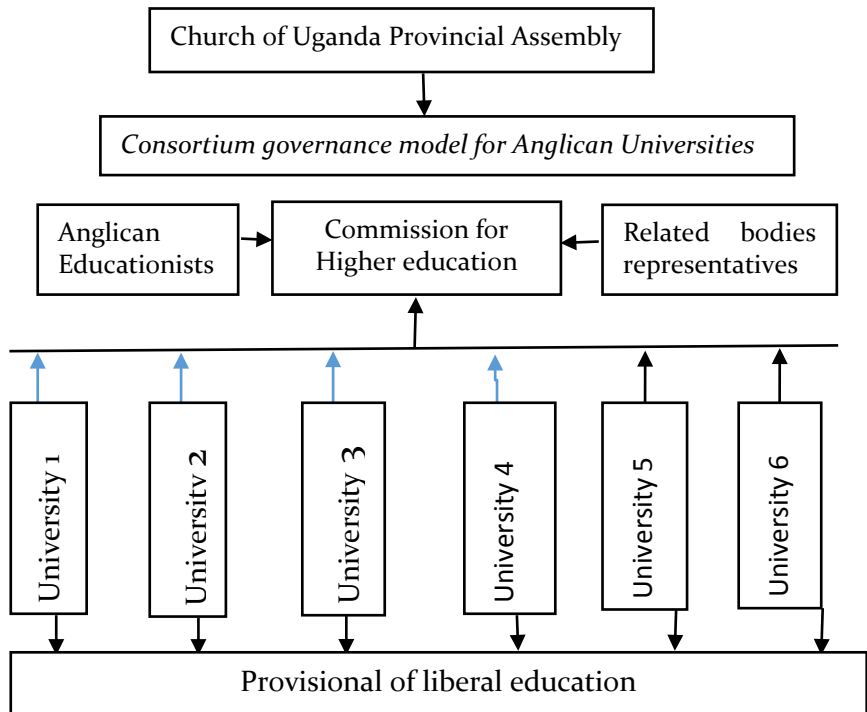 Church of Uganda Provincial Assembly
Consortium governance model for Anglican Universities
Anglican
Educationists
Commission for
Higher education
Related bodies
representatives
University 1
University 2
University 3
University 4
University 5
University 6
Provisional of liberal education